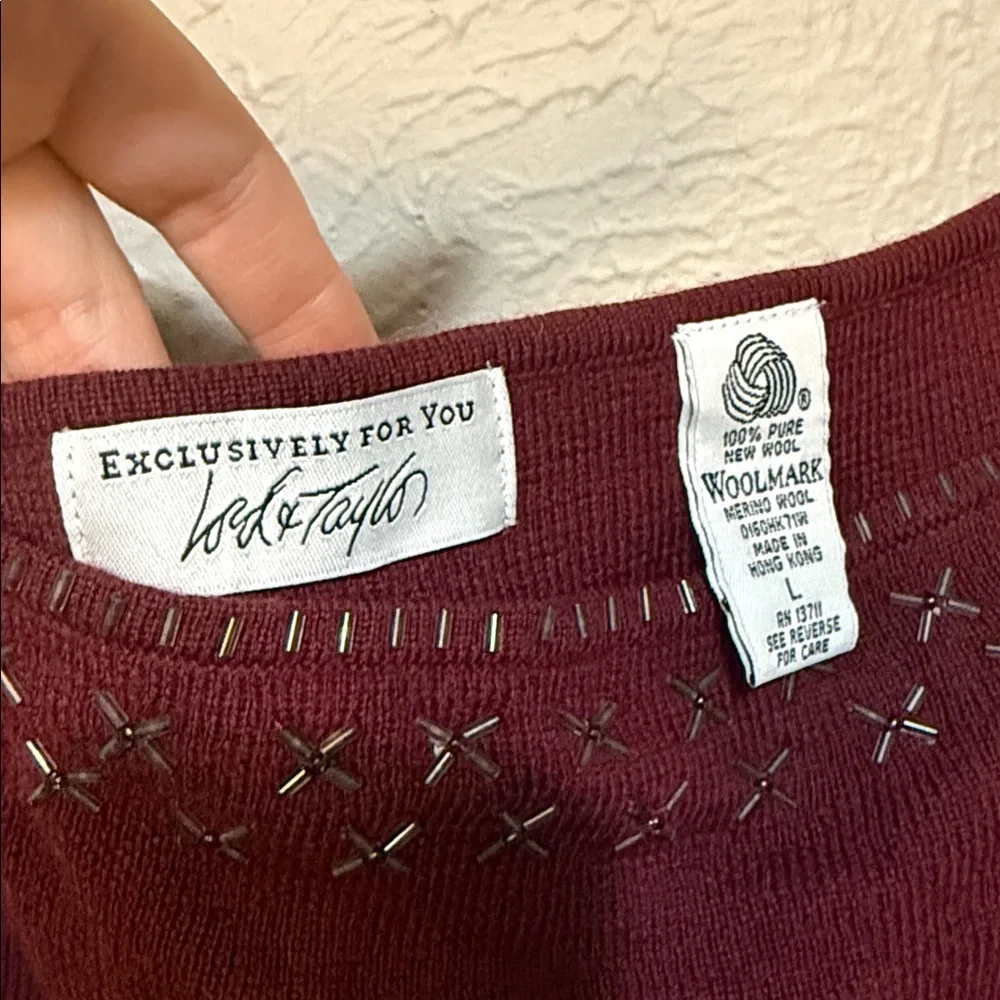 EXCLUSIVELY FOR YOU
Lord & Taylor
®
100% PURE
NEW WOOL
WOOLMARK
MERINO WOOL
0160HK71W
MADE IN
HONG KONG
L
RN 13711
SEE REVERSE
FOR CARE